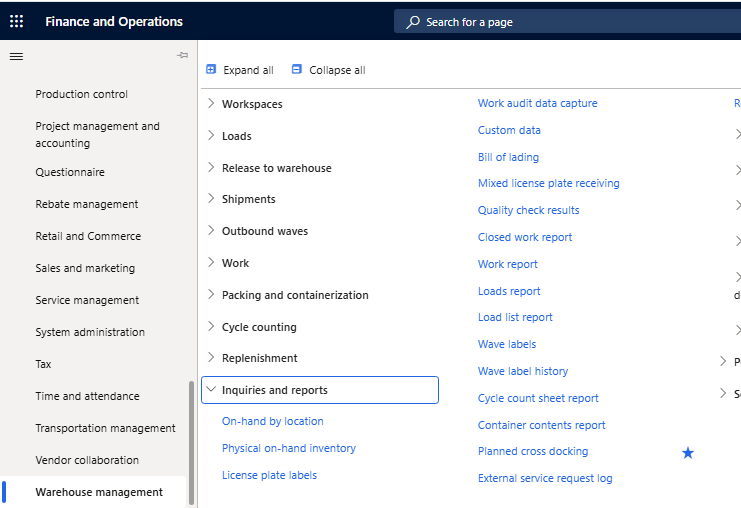 Finance and Operations
Search for a page
Expand all
Collapse all
Production control
Project management and
accounting
Questionnaire
Rebate management
Retail and Commerce
Sales and marketing
Service management
System administration
Tax
Time and attendance
Transportation management
Vendor collaboration
Warehouse management
Workspaces
Loads
Release to warehouse
Shipments
Outbound waves
Work
Packing and containerization
Cycle counting
Replenishment
Inquiries and reports
On-hand by location
Physical on-hand inventory
License plate labels
Work audit data capture
Custom data
Bill of lading
Mixed license plate receiving
Quality check results
Closed work report
Work report
Loads report
Load list report
Wave labels
Wave label history
Cycle count sheet report
Container contents report
Planned cross docking
External service request log